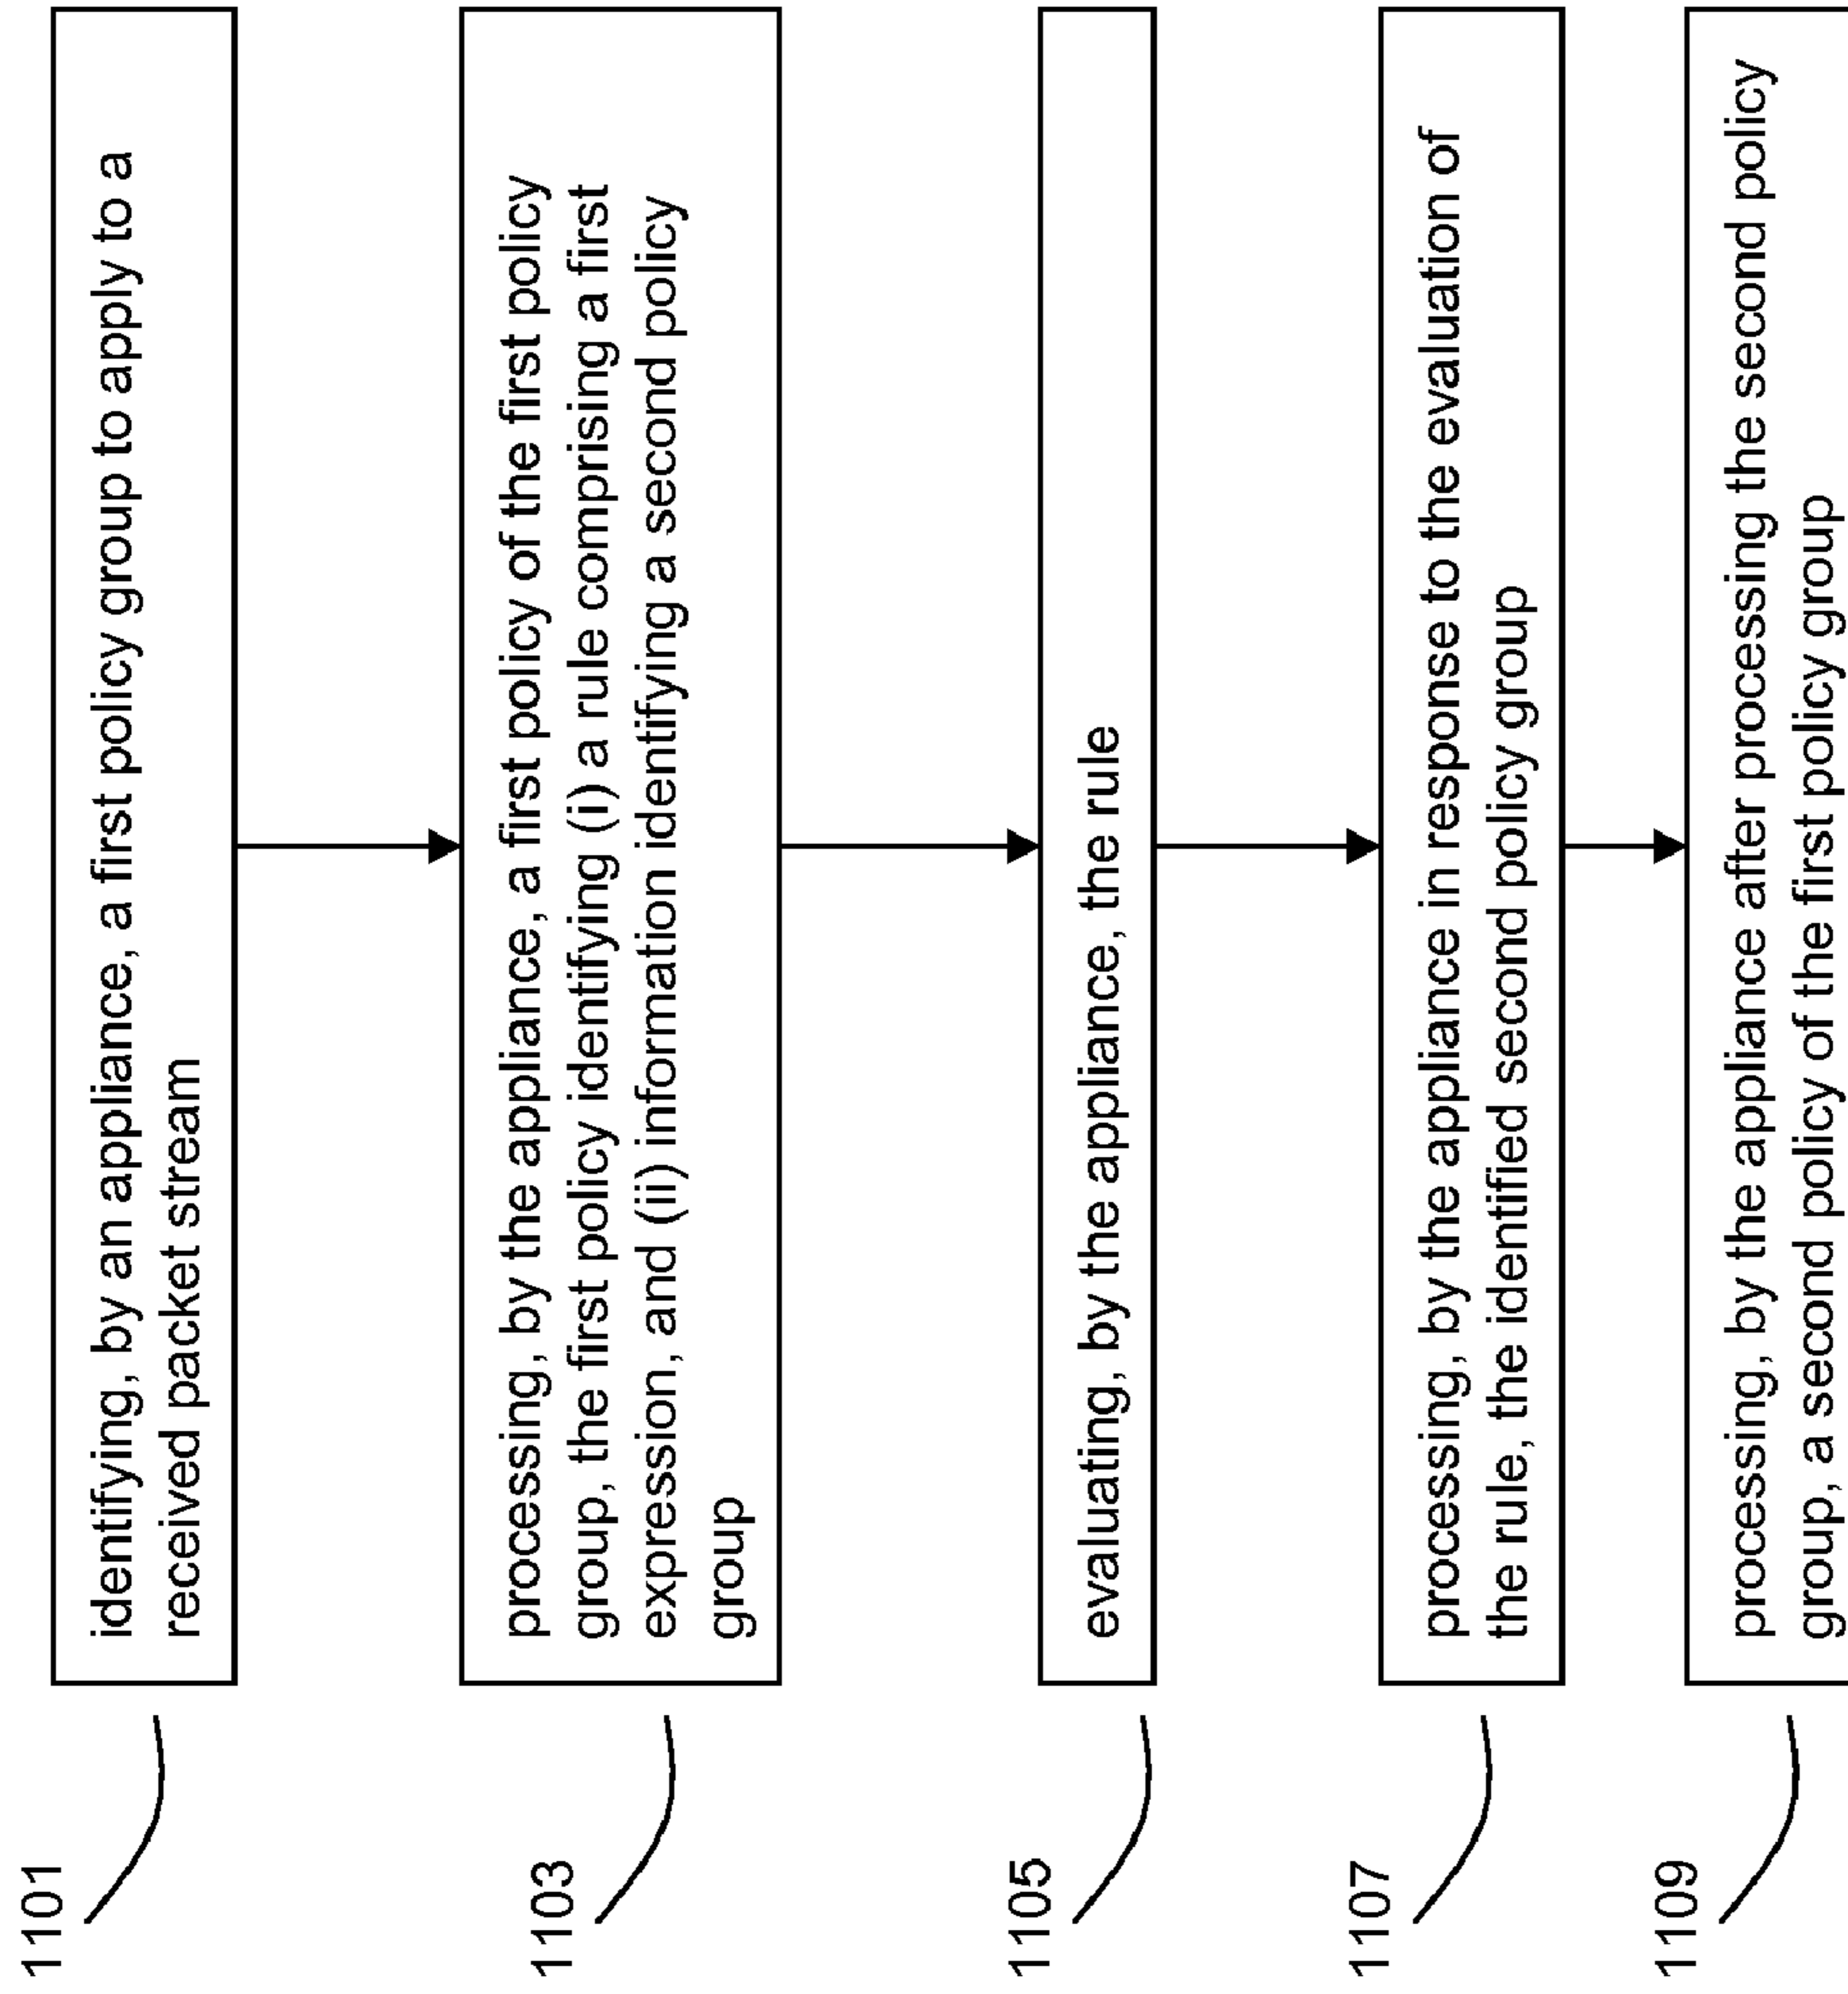 1101
identifying, by an appliance, a first policy group to apply to a
received packet stream
1103
processing, by the appliance, a first policy of the first policy
group, the first policy identifying (i) a rule comprising a first
expression, and (ii) information identifying a second policy
group
1105
evaluating, by the appliance, the rule
1107
processing, by the appliance in response to the evaluation of
the rule, the identified second policy group
1109
processing, by the appliance after processing the second policy
group, a second policy of the first policy group